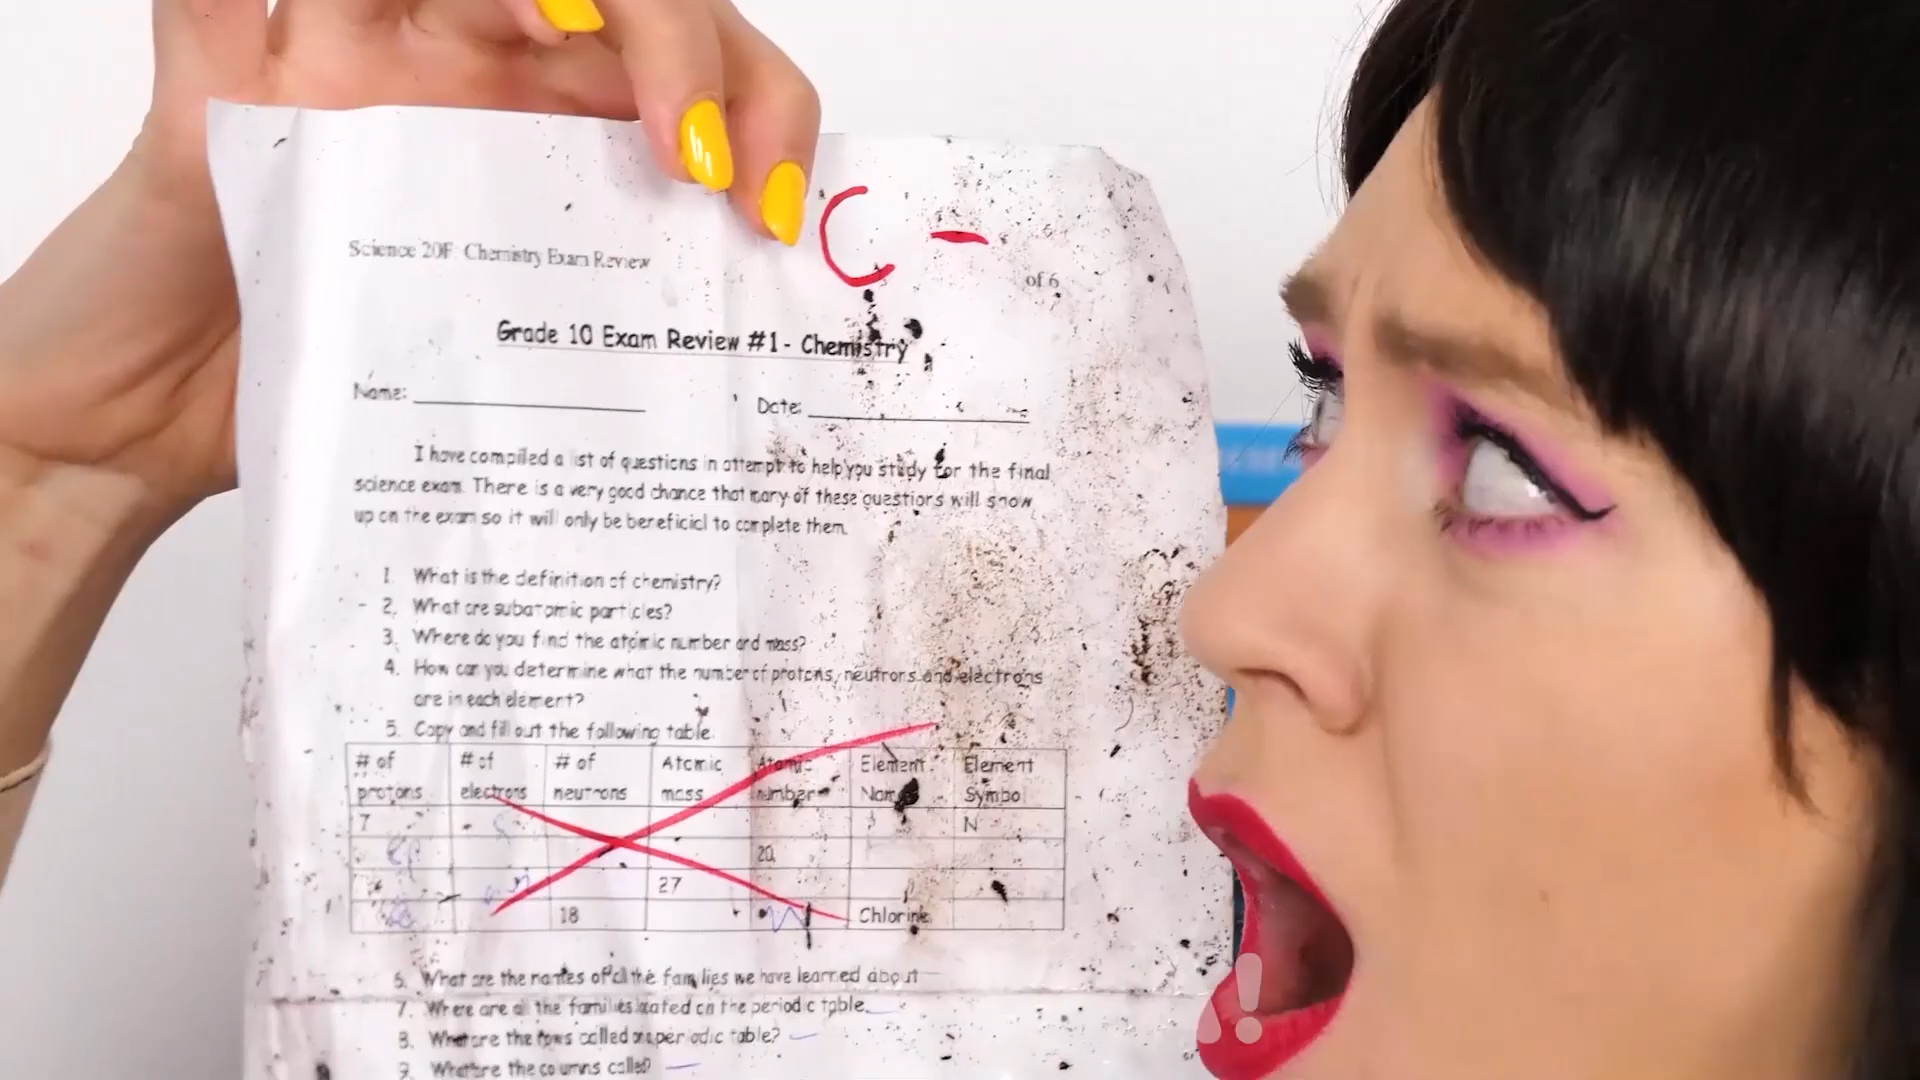 C -
Science 20F: Chemistry Exam Review
of 6
Grade 10 Exam Review #1 - Chemistry
Name: Date:
I have compiled a list of questions in attempt to help you study for the final
science exam. There is a very good chance that many of these questions will show
up on the exam so it will only be beneficial to complete them.
1. What is the definition of chemistry?
2. What are subatomic particles?
3. Where do you find the atomic number and mass?
4. How can you determine what the number of protons, neutrons and electrons
are in each element?
5. Copy and fill out the following table.
# of # of # of Atomic Atomic Element Element
protons electrons neutrons mass number Name Symbol
7 N
20
27
18 Chlorine
6. What are the names of all the families we have learned about
7. Where are all the families located on the periodic table.
8. What are the rows called on a periodic table?
9. What are the columns called?